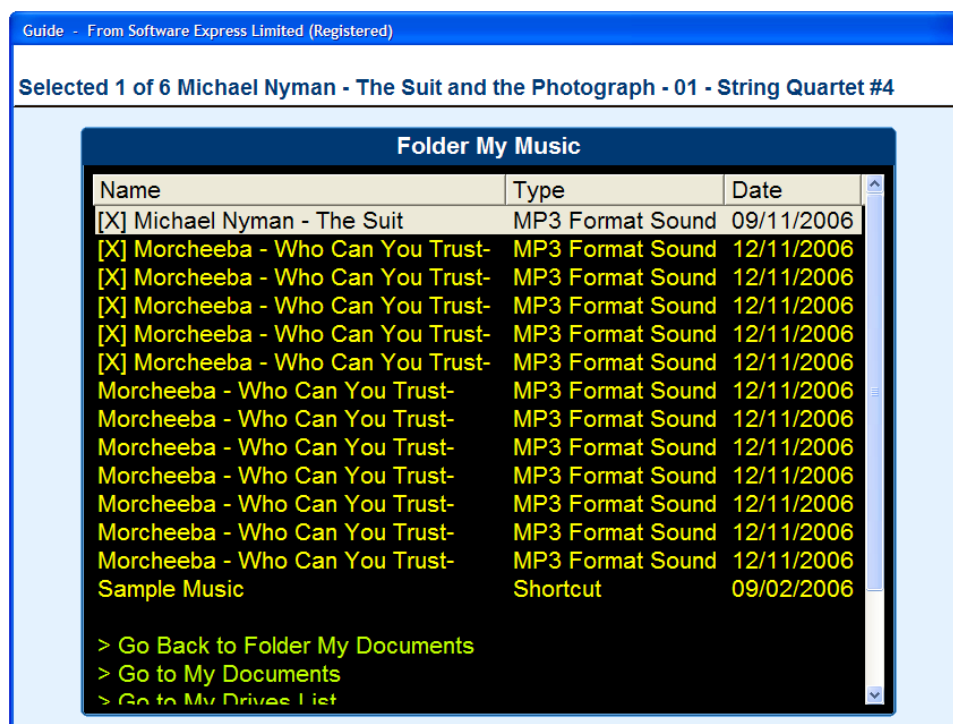 Guide - From Software Express Limited (Registered)
Selected 1 of 6 Michael Nyman - The Suit and the Photograph - 01 - String Quartet #4
Folder My Music
Name Type Date
[X] Michael Nyman - The Suit MP3 Format Sound 09/11/2006
[X] Morcheeba - Who Can You Trust- MP3 Format Sound 12/11/2006
[X] Morcheeba - Who Can You Trust- MP3 Format Sound 12/11/2006
[X] Morcheeba - Who Can You Trust- MP3 Format Sound 12/11/2006
[X] Morcheeba - Who Can You Trust- MP3 Format Sound 12/11/2006
[X] Morcheeba - Who Can You Trust- MP3 Format Sound 12/11/2006
Morcheeba - Who Can You Trust- MP3 Format Sound 12/11/2006
Morcheeba - Who Can You Trust- MP3 Format Sound 12/11/2006
Morcheeba - Who Can You Trust- MP3 Format Sound 12/11/2006
Morcheeba - Who Can You Trust- MP3 Format Sound 12/11/2006
Morcheeba - Who Can You Trust- MP3 Format Sound 12/11/2006
Morcheeba - Who Can You Trust- MP3 Format Sound 12/11/2006
Morcheeba - Who Can You Trust- MP3 Format Sound 12/11/2006
Sample Music Shortcut 09/02/2006
> Go Back to Folder My Documents
> Go to My Documents
> Go to My Drives List